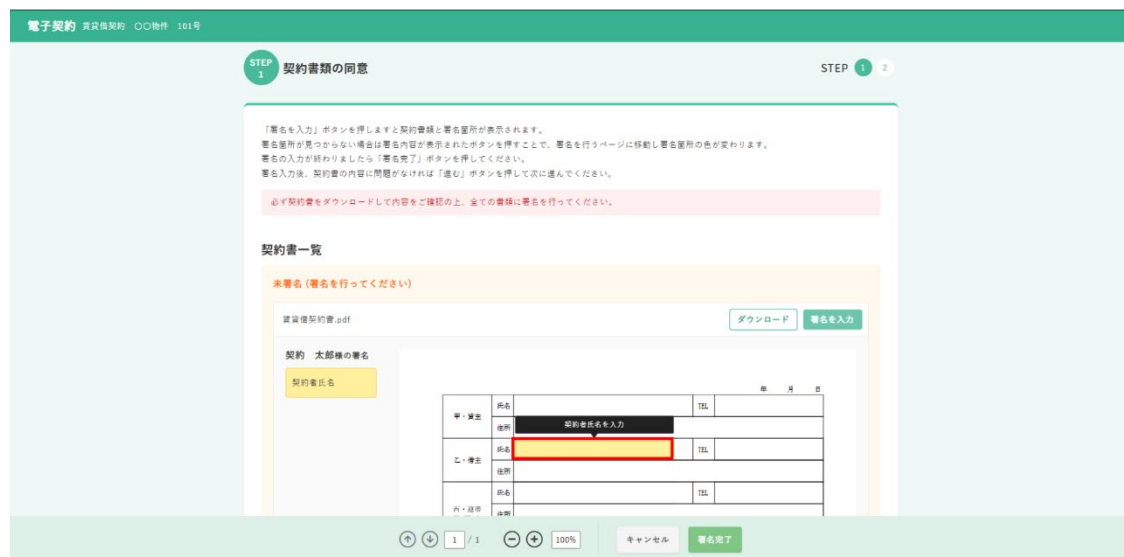 電子契約 賃貸借契約 〇〇物件 101号
STEP 1 契約書類の同意
STEP 1 2
「署名を入力」ボタンを押しますと契約書類と署名箇所が表示されます。
署名箇所が見つからない場合は署名内容が表示されたボタンを押すことで、署名を行うページに移動し署名箇所の色が変わります。
署名の入力が終わりましたら「署名完了」ボタンを押してください。
署名入力後、契約書の内容に問題がなければ「進む」ボタンを押して次に進んでください。
必ず契約書をダウンロードして内容をご確認の上、全ての書類に署名を行ってください。
契約書一覧
未署名 (署名を行ってください)
賃貸借契約書.pdf ダウンロード 署名を入力
契約 太郎様の署名
契約者氏名
年 月 日
甲・貸主 氏名 TEL
住所 契約者氏名を入力
乙・借主 氏名 TEL
住所
氏名 TEL
丙・連帯 住所
1 / 1 100% キャンセル 署名完了